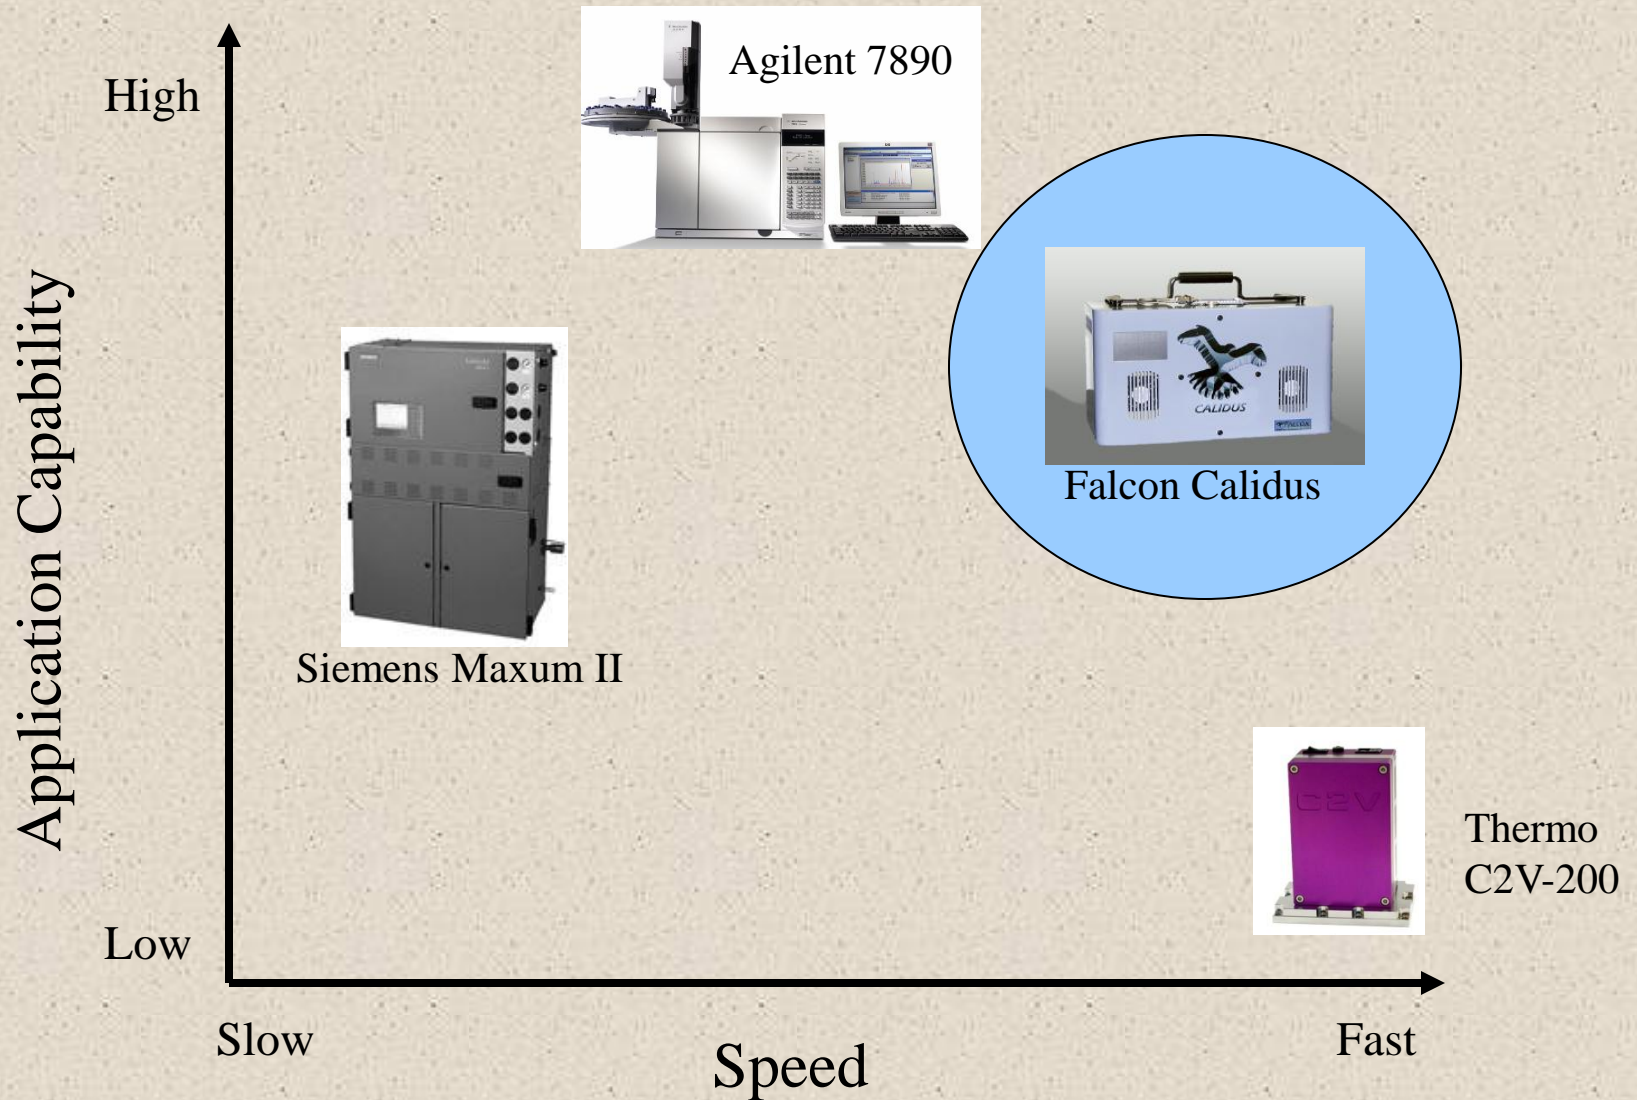 Agilent 7890
High
CALIDUS
Falcon Calidus
Application Capability
Siemens Maxum II
C2V
Thermo
C2V-200
Low
Slow
Fast
Speed